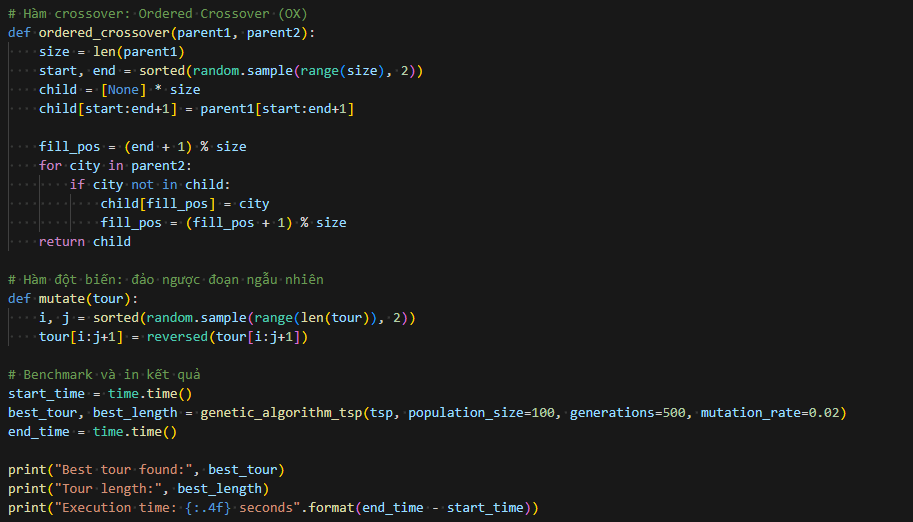 # Hàm crossover: Ordered Crossover (OX)
def ordered_crossover(parent1, parent2):
    size = len(parent1)
    start, end = sorted(random.sample(range(size), 2))
    child = [None] * size
    child[start:end+1] = parent1[start:end+1]

    fill_pos = (end + 1) % size
    for city in parent2:
        if city not in child:
            child[fill_pos] = city
            fill_pos = (fill_pos + 1) % size
    return child

# Hàm đột biến: đảo ngược đoạn ngẫu nhiên
def mutate(tour):
    i, j = sorted(random.sample(range(len(tour)), 2))
    tour[i:j+1] = reversed(tour[i:j+1])

# Benchmark và in kết quả
start_time = time.time()
best_tour, best_length = genetic_algorithm_tsp(tsp, population_size=100, generations=500, mutation_rate=0.02)
end_time = time.time()

print("Best tour found:", best_tour)
print("Tour length:", best_length)
print("Execution time: {:.4f} seconds".format(end_time - start_time))